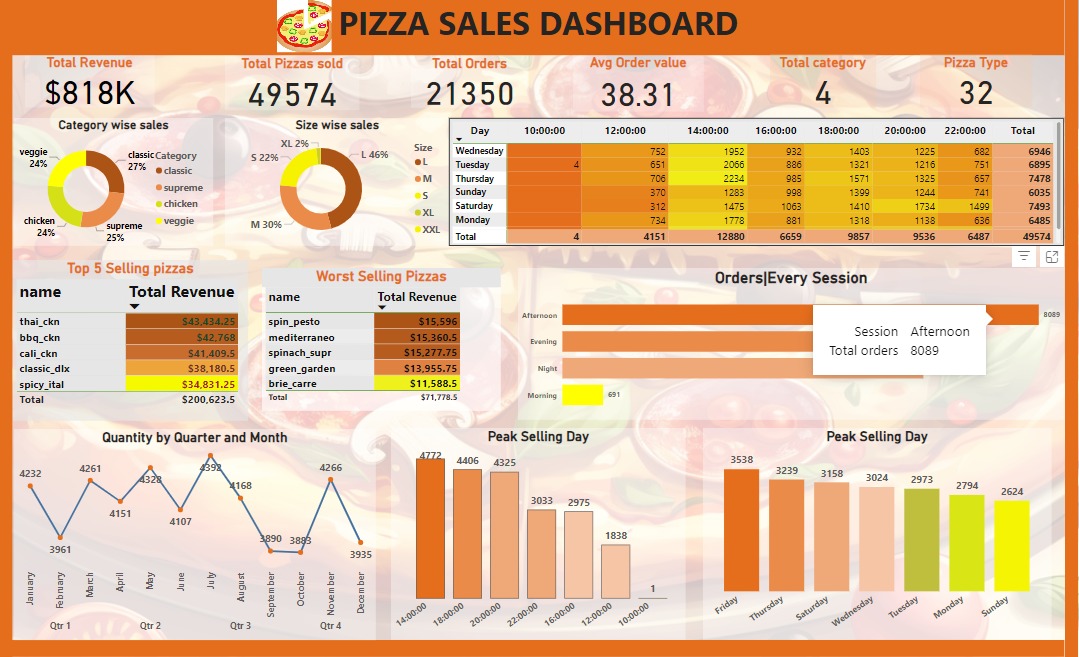 PIZZA SALES DASHBOARD
Total Revenue
$818K
Total Pizzas sold
49574
Total Orders
21350
Avg Order value
38.31
Total category
4
Pizza Type
32
Category wise sales
veggie
24%
classic
27%
chicken
24%
supreme
25%
Category
classic
supreme
chicken
veggie
Size wise sales
XL 2%
S 22%
L 46%
M 30%
Size
L
M
S
XL
XXL
Day 10:00:00 12:00:00 14:00:00 16:00:00 18:00:00 20:00:00 22:00:00 Total
Wednesday 752 1952 932 1403 1225 682 6946
Tuesday 4 651 2066 886 1321 1216 751 6895
Thursday 706 2234 985 1571 1325 657 7478
Sunday 370 1283 998 1399 1244 741 6035
Saturday 312 1475 1063 1410 1734 1499 7493
Monday 734 1778 881 1318 1138 636 6485
Total 4 4151 12880 6659 9857 9536 6487 49574
Top 5 Selling pizzas
name Total Revenue
thai_ckn $43,434.25
bbq_ckn $42,768
cali_ckn $41,409.5
classic_dlx $38,180.5
spicy_ital $34,831.25
Total $200,623.5
Worst Selling Pizzas
name Total Revenue
spin_pesto $15,596
mediterraneo $15,360.5
spinach_supr $15,277.75
green_garden $13,955.75
brie_carre $11,588.5
Total $71,778.5
Orders|Every Session
Afternoon 8089
Evening
Night
Morning 691
Session Afternoon
Total orders 8089
Quantity by Quarter and Month
4232 3961 4261 4151 4328 4107 4392 4168 3890 3883 4266 3935
January February March April May June July August September October November December
Qtr 1 Qtr 2 Qtr 3 Qtr 4
Peak Selling Day
4772 4406 4325 3033 2975 1838 1
14:00:00 18:00:00 20:00:00 22:00:00 16:00:00 12:00:00 10:00:00
Peak Selling Day
3538 3239 3158 3024 2973 2794 2624
Friday Thursday Saturday Wednesday Tuesday Monday Sunday